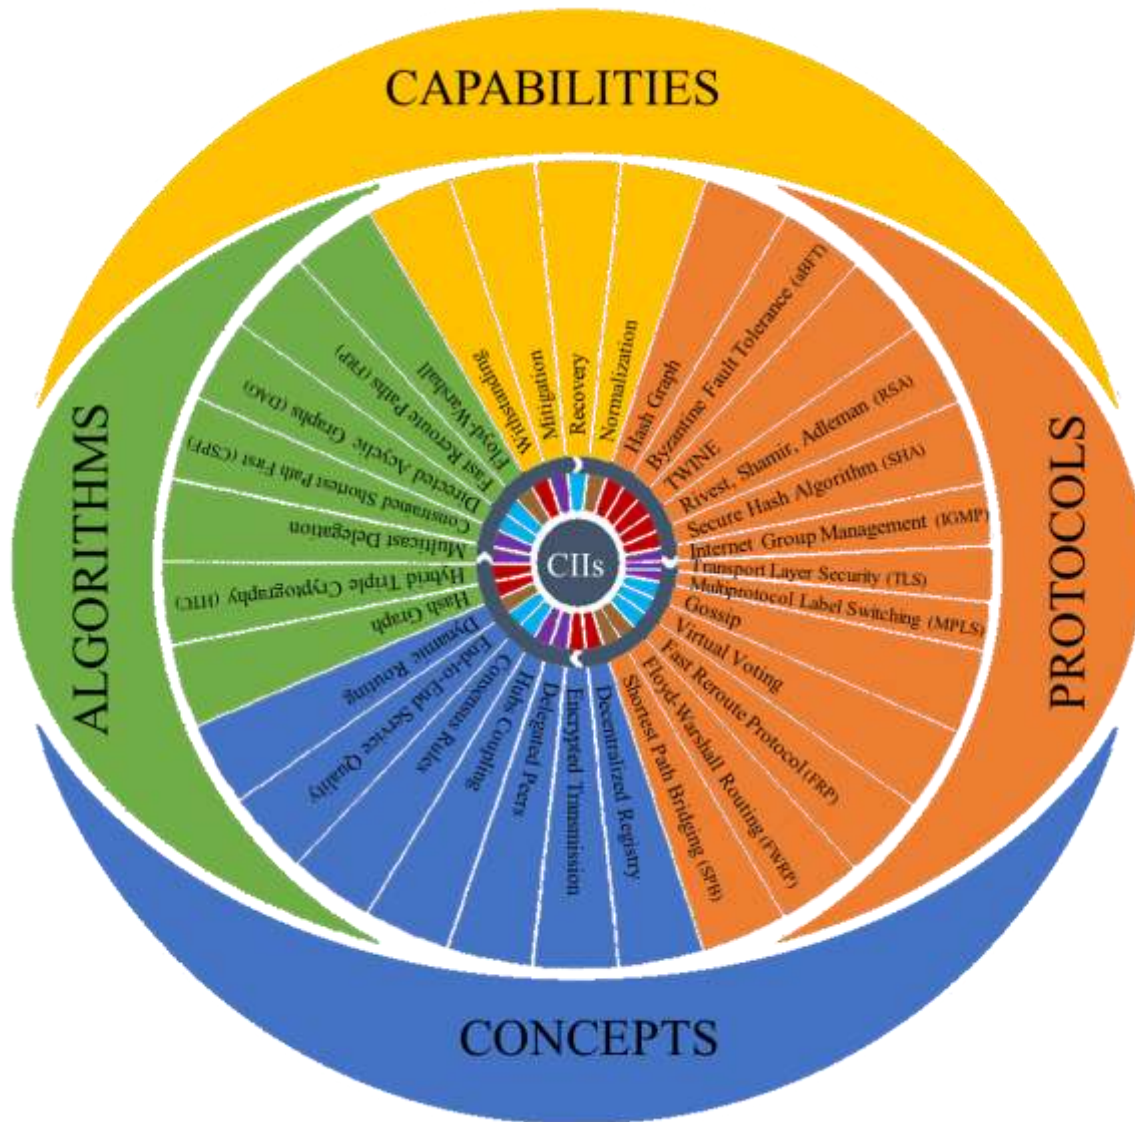 CAPABILITIES
Withstanding
Mitigation
Recovery
Normalization
PROTOCOLS
Hash Graph
Byzantine Fault Tolerance (aBFT)
TWINE
Rivest, Shamir, Adleman (RSA)
Secure Hash Algorithm (SHA)
Internet Group Management (IGMP)
Transport Layer Security (TLS)
Multiprotocol Label Switching (MPLS)
Gossip
Virtual Voting
Fast Reroute Protocol (FRP)
Floyd-Warshall Routing (FWRP)
Shortest Path Bridging (SPB)
CONCEPTS
Decentralized Registry
Encrypted Transmission
Delegated Peers
Hubs Coupling
Consensus Rules
End-to-End Service Quality
Dynamic Routing
ALGORITHMS
Hash Graph
Hybrid Triple Cryptography (HTC)
Multicast Delegation
Constrained Shortest Path First (CSPF)
Directed Acyclic Graphs (DAG)
Fast Reroute Paths (FRP)
Floyd-Warshall
CIIs